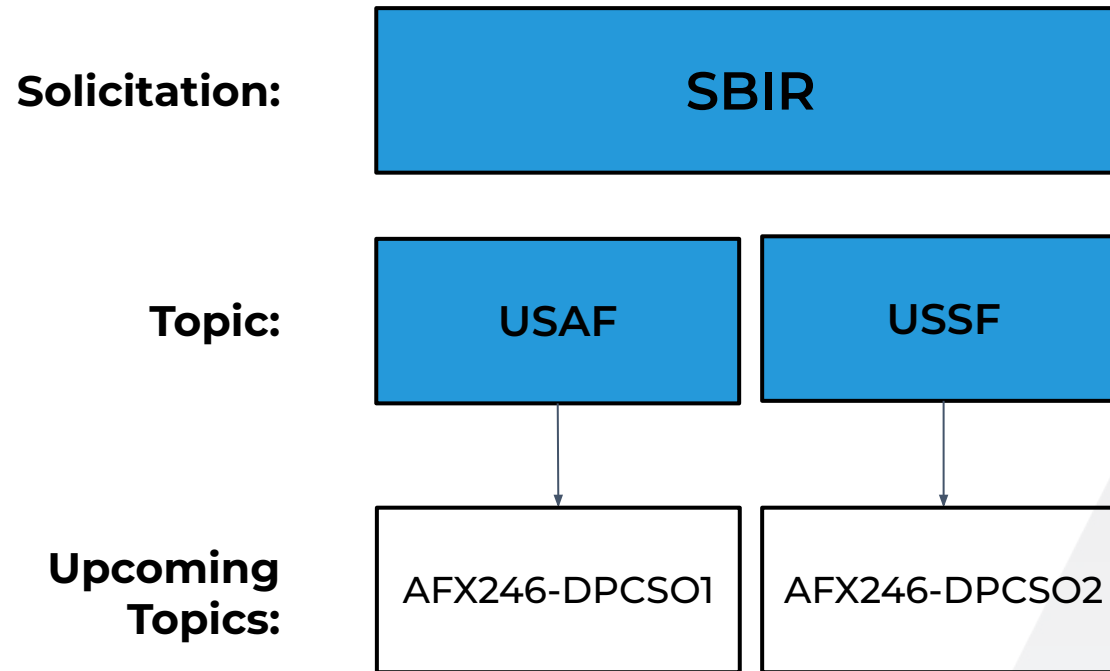 Solicitation:
SBIR
Topic:
USAF
USSF
Upcoming
Topics:
AFX246-DPCSO1
AFX246-DPCSO2